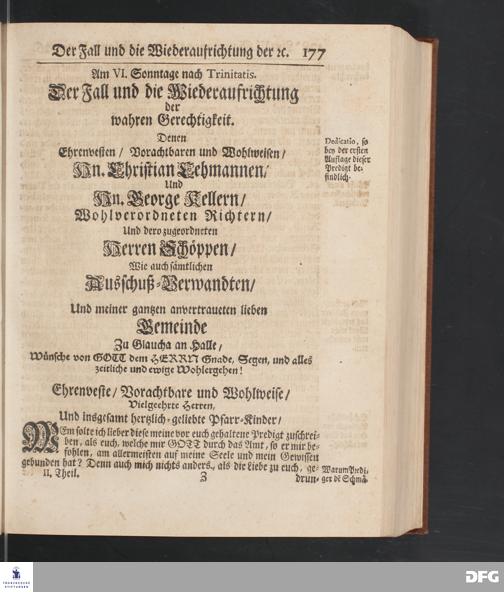 Der Fall und die Wiederaufrichtung der ꝛc. 177
Am VI. Sonntage nach Trinitatis.
Der Fall und die Wiederaufrichtung
der
wahren Gerechtigkeit.
Denen
Ehrenvesten / Vorachtbaren und Wohlweisen /
Hn. Christian Lehmannen /
Und
Hn. George Kellern /
Wohlverordneten Richtern /
Und dero zugeordneten
Herren Schöppen /
Wie auch sämtlichen
Ausschuß-Verwandten /
Und meiner gantzen anvertraueten lieben
Gemeinde
Zu Glaucha an Halle /
Wünsche von GOTT dem HERRN Gnade, Segen, und alles
zeitliche und ewige Wohlergehen!
Ehrenveste / Vorachtbare und Wohlweise /
Vielgeehrte Herren,
Und insgesamt hertzlich-geliebte Pfarr-Kinder /
WEm solte ich lieber diese meine vor euch gehaltene Predigt zuschrei-
ben, als euch, welche mir GOTT durch das Amt, so er mir be-
fohlen, am allermeisten auf meine Seele und mein Gewissen
gebunden hat? Denn auch mich nichts anders, als die Liebe zu euch, ge-
II. Theil. Z drun-
Dedicatio, so
bey der ersten
Auflage dieser
Predigt be-
findlich.
Warum Predi-
ger de Schmä-
FRANCKESCHE
STIFTUNGEN
DFG